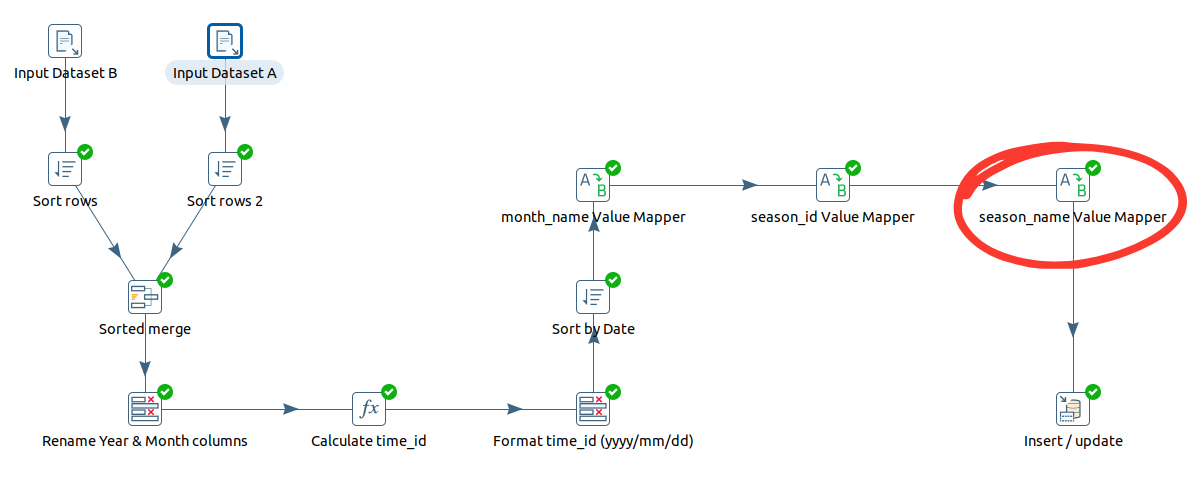 Input Dataset B
Input Dataset A
Sort rows
Sort rows 2
month_name Value Mapper
season_id Value Mapper
season_name Value Mapper
Sorted merge
Sort by Date
Rename Year & Month columns
Calculate time_id
Format time_id (yyyy/mm/dd)
Insert / update
A
B
A
B
A
B
fx